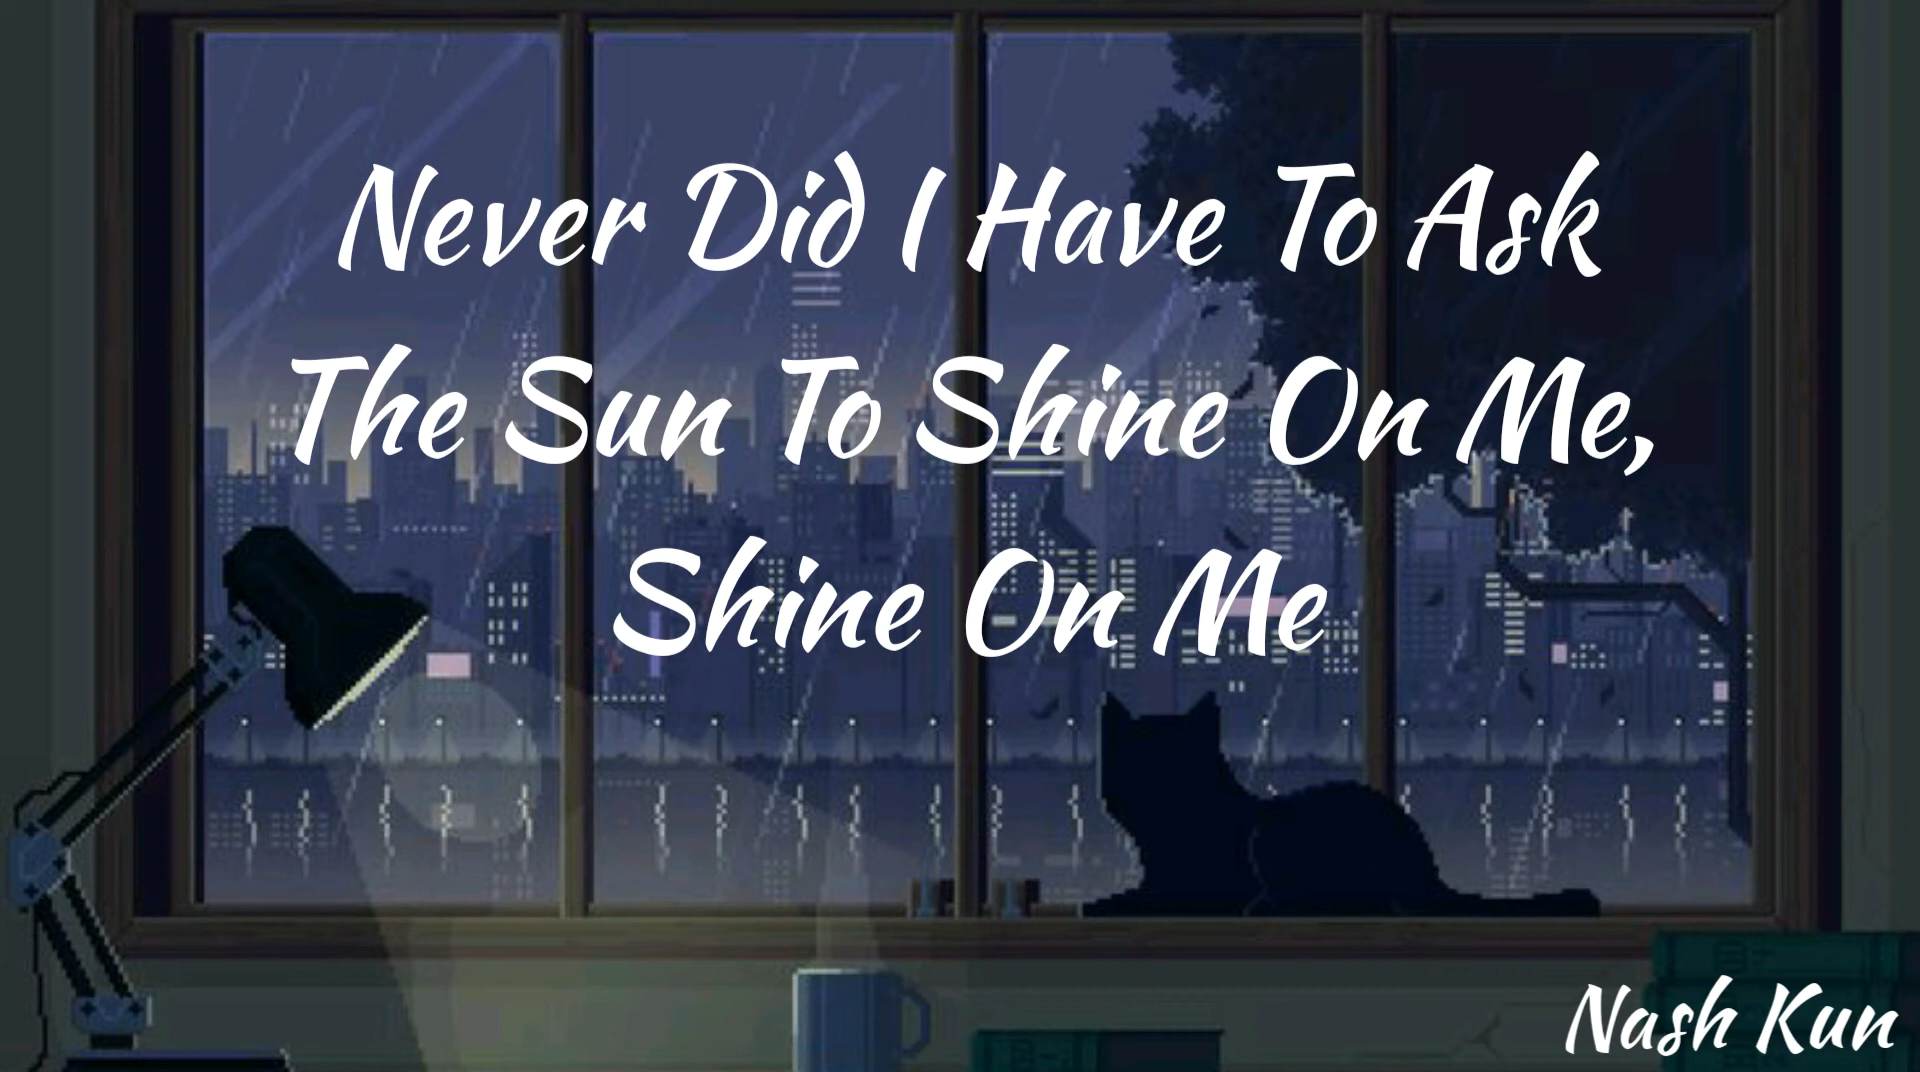 Never Did I Have To Ask
The Sun To Shine On Me,
Shine On Me
Nash Kun